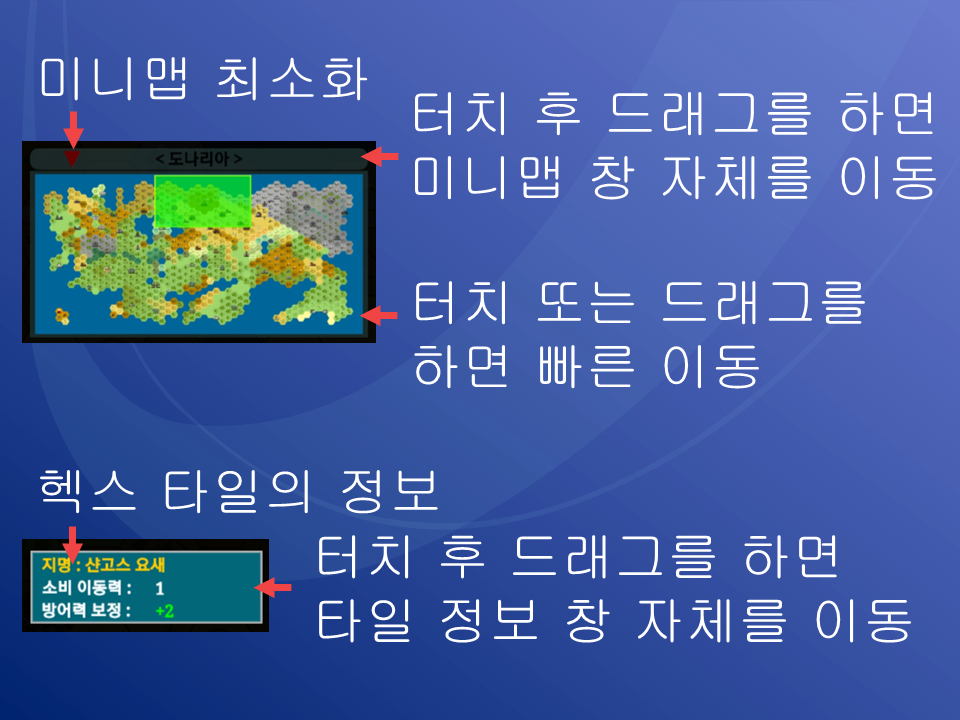 미니맵 최소화
터치 후 드래그를 하면
미니맵 창 자체를 이동
< 도나리아 >
터치 또는 드래그를
하면 빠른 이동
헥스 타일의 정보
지명 : 샨고스 요새
소비 이동력 : 1
방어력 보정 : +2
터치 후 드래그를 하면
타일 정보 창 자체를 이동